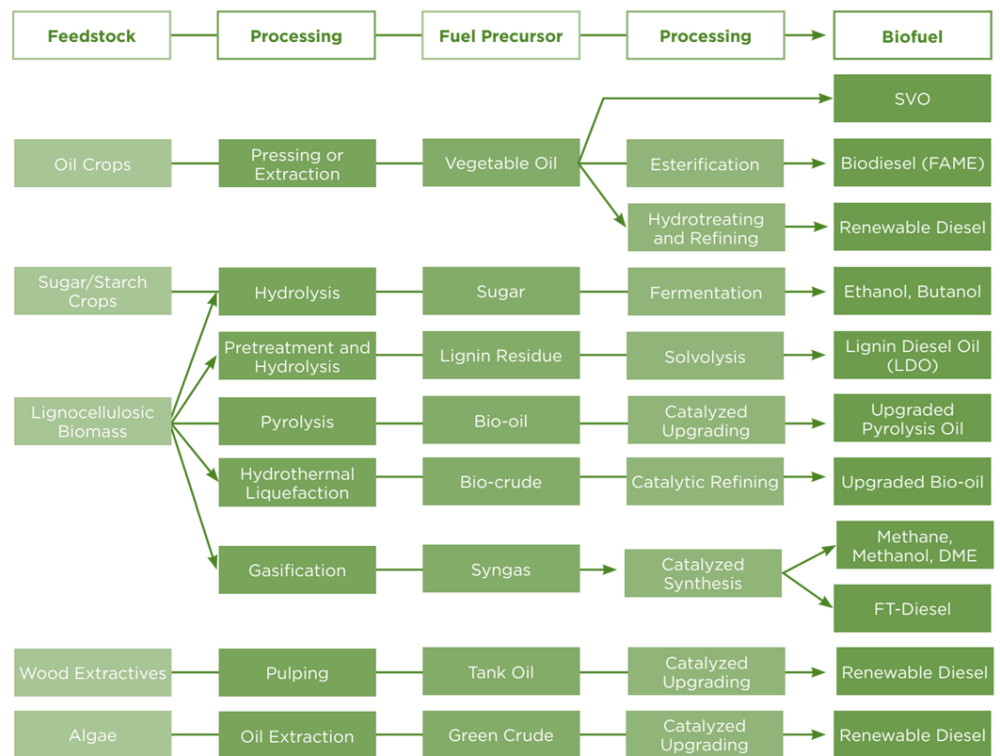 Feedstock
Processing
Fuel Precursor
Processing
Biofuel
SVO
Oil Crops
Pressing or
Extraction
Vegetable Oil
Esterification
Biodiesel (FAME)
Hydrotreating
and Refining
Renewable Diesel
Sugar/Starch
Crops
Hydrolysis
Sugar
Fermentation
Ethanol, Butanol
Pretreatment and
Hydrolysis
Lignin Residue
Solvolysis
Lignin Diesel Oil
(LDO)
Lignocellulosic
Biomass
Pyrolysis
Bio-oil
Catalyzed
Upgrading
Upgraded
Pyrolysis Oil
Hydrothermal
Liquefaction
Bio-crude
Catalytic Refining
Upgraded Bio-oil
Gasification
Syngas
Catalyzed
Synthesis
Methane,
Methanol, DME
FT-Diesel
Wood Extractives
Pulping
Tank Oil
Catalyzed
Upgrading
Renewable Diesel
Algae
Oil Extraction
Green Crude
Catalyzed
Upgrading
Renewable Diesel